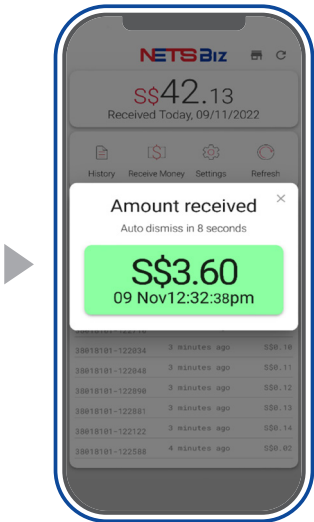 NETSBIZ
S$42.13
Received Today, 09/11/2022
History Receive Money Settings Refresh
Amount received
Auto dismiss in 8 seconds
S$3.60
09 Nov12:32:38pm
38018101-122034 3 minutes ago S$0.10
38018101-122848 3 minutes ago S$0.11
38018101-122890 3 minutes ago S$0.12
38018101-122881 3 minutes ago S$0.13
38018101-122122 3 minutes ago S$0.14
38018101-122588 4 minutes ago S$0.02